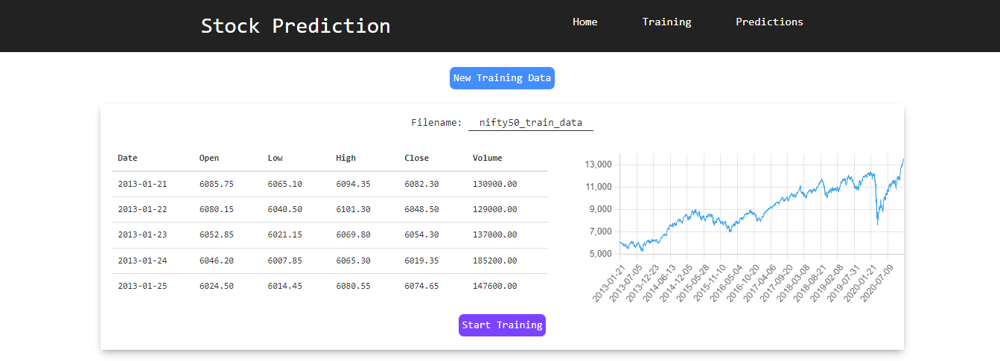 Stock Prediction Home Training Predictions
New Training Data
Filename: nifty50_train_data
Date Open Low High Close Volume
2013-01-21 6085.75 6065.10 6094.35 6082.30 130900.00
2013-01-22 6080.15 6040.50 6101.30 6048.50 129000.00
2013-01-23 6052.85 6021.15 6069.80 6054.30 137000.00
2013-01-24 6046.20 6007.85 6065.30 6019.35 185200.00
2013-01-25 6024.50 6014.45 6080.55 6074.65 147600.00
13,000
11,000
9,000
7,000
5,000
2013-01-21 2013-07-05 2013-12-23 2014-06-13 2014-12-05 2015-05-28 2015-11-10 2016-05-04 2016-10-20 2017-04-06 2017-09-20 2018-03-08 2018-08-21 2019-02-08 2019-07-31 2020-01-21 2020-07-09
Start Training